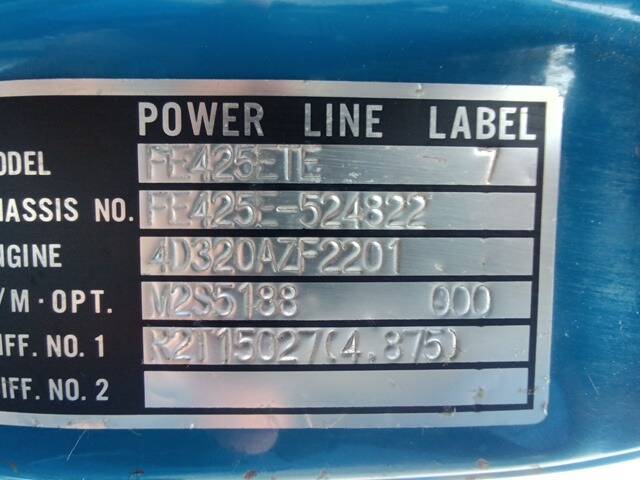 POWER LINE LABEL
ODEL FE425ETE 7
HASSIS NO. FE425E-524822
NGINE 4D320AZF2201
/M·OPT. M2S5188 000
IFF. NO. 1 R2T15027(4.875)
IFF. NO. 2